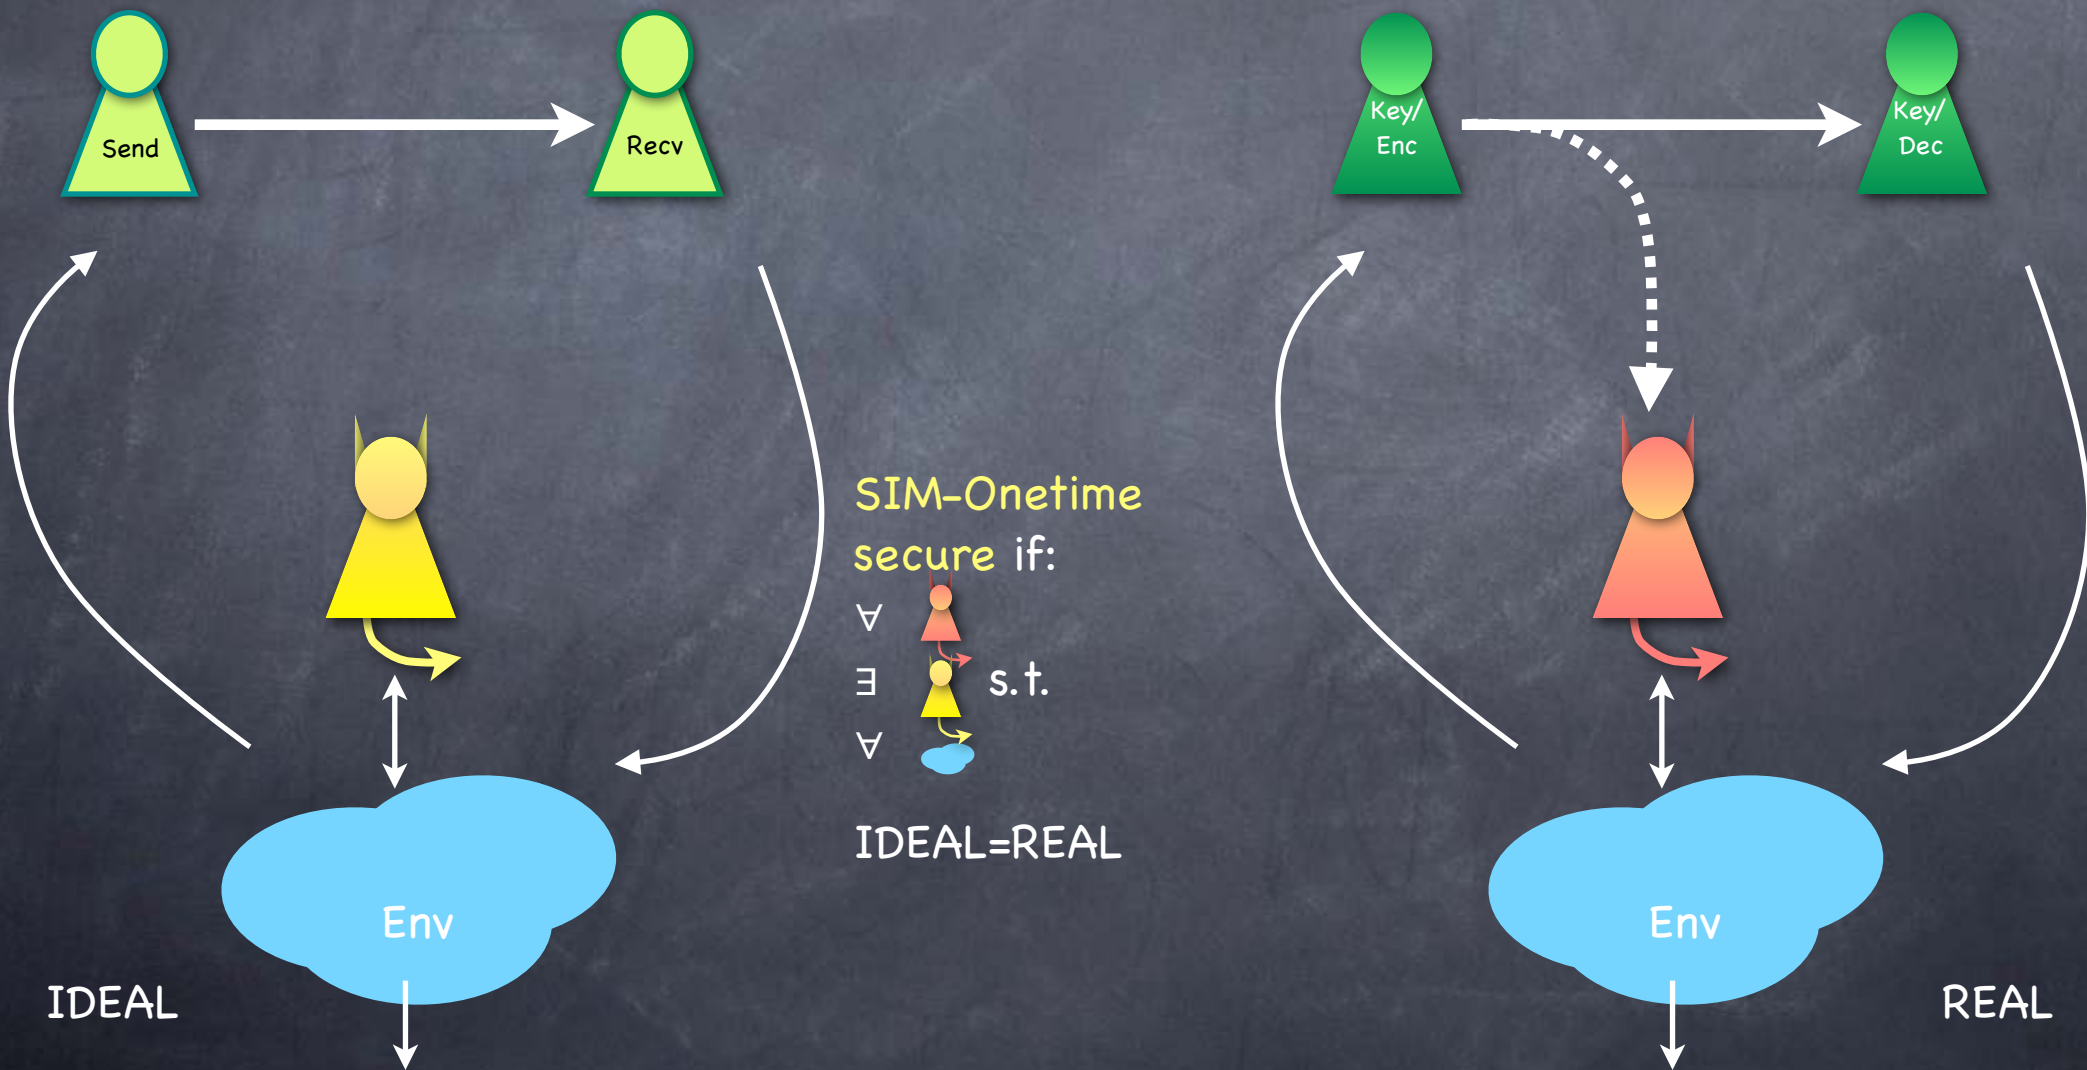 Send
Recv
Key/
Enc
Key/
Dec
SIM-Onetime
secure if:
∀
∃ s.t.
∀
IDEAL=REAL
Env
Env
IDEAL
REAL